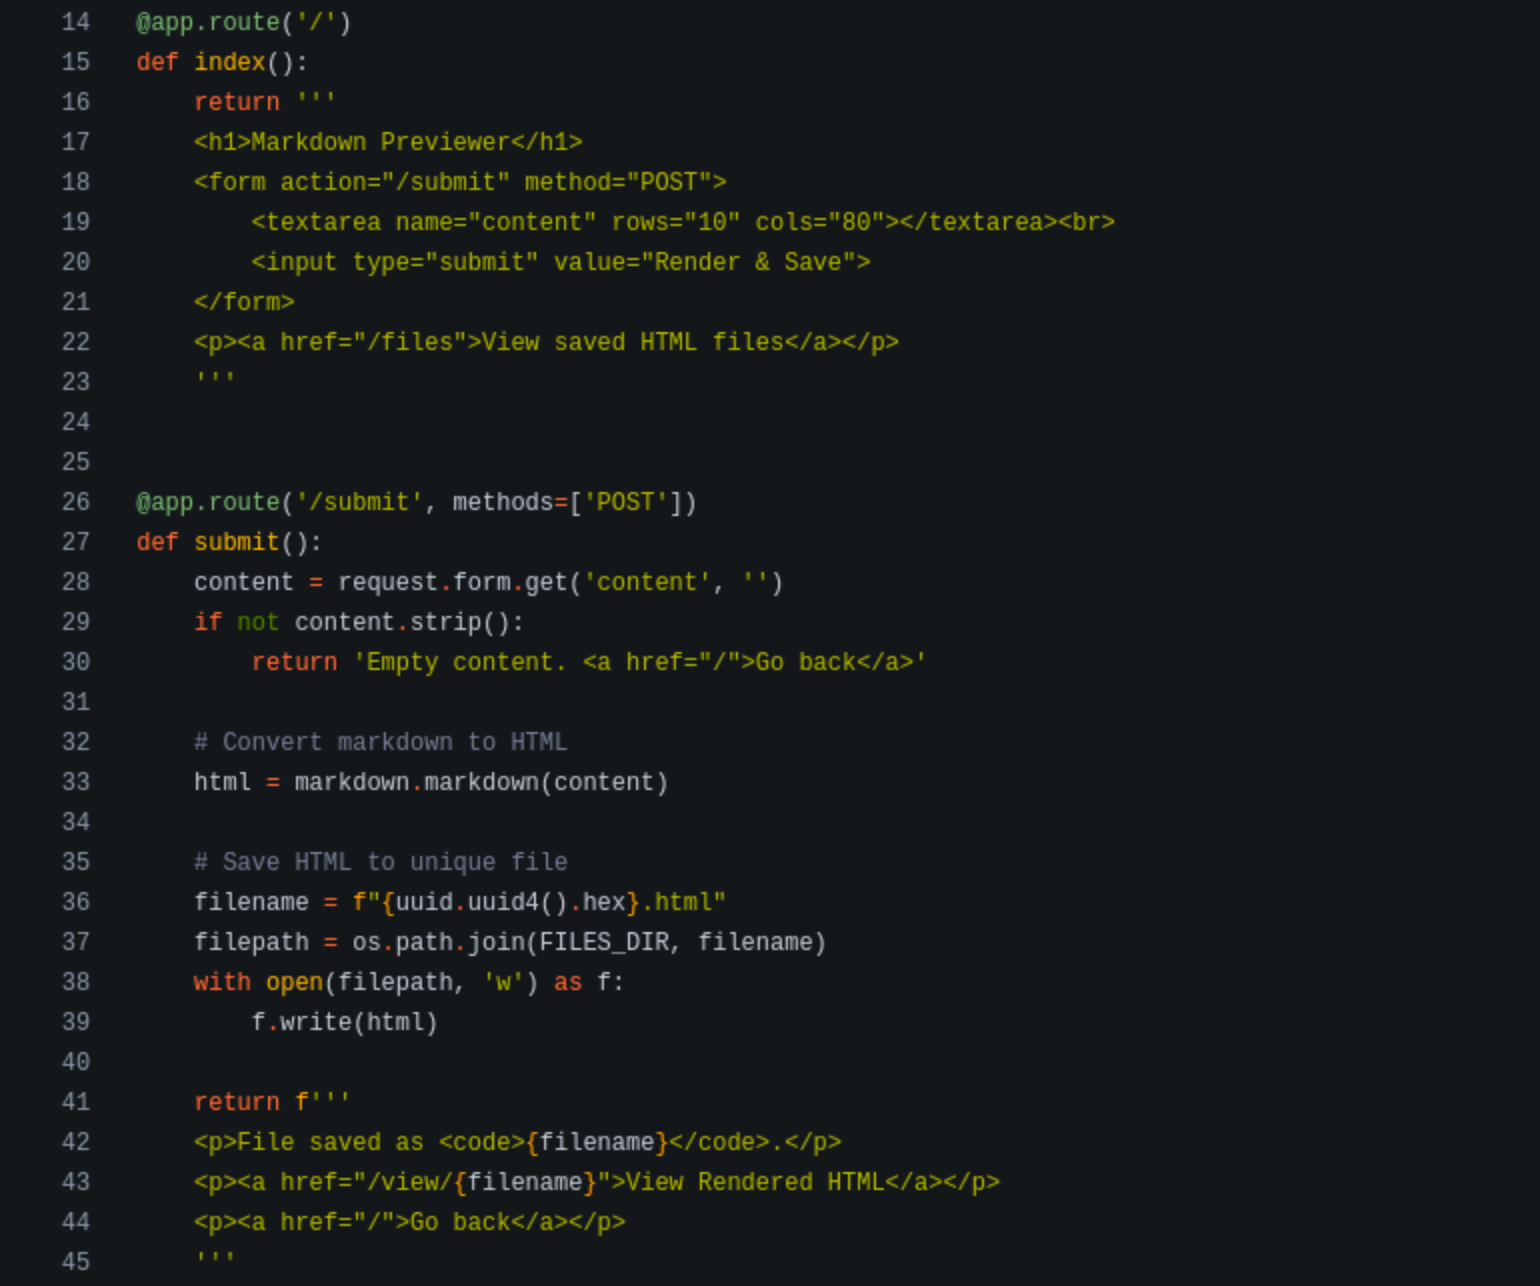 14 @app.route('/')
15 def index():
16     return '''
17     <h1>Markdown Previewer</h1>
18     <form action="/submit" method="POST">
19         <textarea name="content" rows="10" cols="80"></textarea><br>
20         <input type="submit" value="Render & Save">
21     </form>
22     <p><a href="/files">View saved HTML files</a></p>
23     '''
24
25
26 @app.route('/submit', methods=['POST'])
27 def submit():
28     content = request.form.get('content', '')
29     if not content.strip():
30         return 'Empty content. <a href="/">Go back</a>'
31
32     # Convert markdown to HTML
33     html = markdown.markdown(content)
34
35     # Save HTML to unique file
36     filename = f"{uuid.uuid4().hex}.html"
37     filepath = os.path.join(FILES_DIR, filename)
38     with open(filepath, 'w') as f:
39         f.write(html)
40
41     return f'''
42     <p>File saved as <code>{filename}</code>.</p>
43     <p><a href="/view/{filename}">View Rendered HTML</a></p>
44     <p><a href="/">Go back</a></p>
45     '''